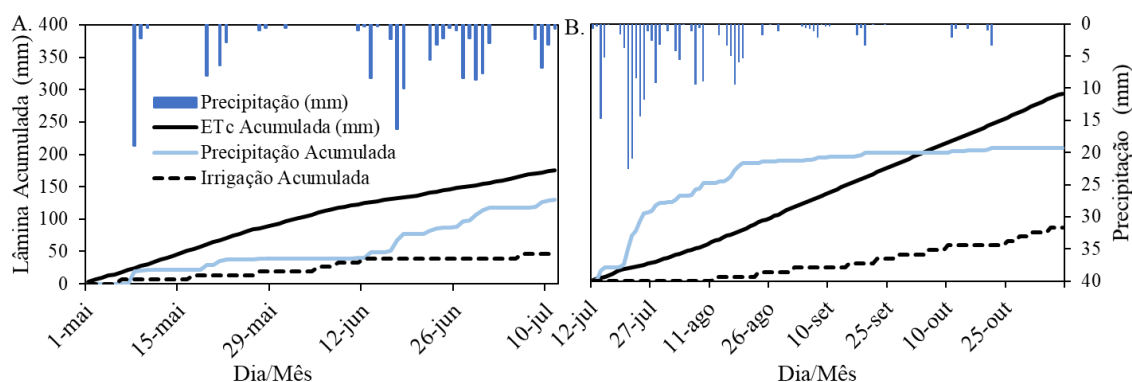 A.
Lâmina Acumulada (mm)
400
350
300
250
200
150
100
50
0
Precipitação (mm)
ETc Acumulada (mm)
Precipitação Acumulada
Irrigação Acumulada
1-mai
15-mai
29-mai
12-jun
26-jun
10-jul
Dia/Mês
B.
12-jul
27-jul
11-ago
26-ago
10-set
25-set
10-out
25-out
Dia/Mês
0
5
10
15
20
25
30
35
40
Precipitação (mm)